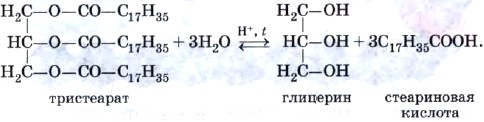 H₂C—O—CO—C₁₇H₃₅ H₂C—OH
HC—O—CO—C₁₇H₃₅ + 3H₂O ⇄ (H⁺, t) HC—OH + 3C₁₇H₃₅COOH.
H₂C—O—CO—C₁₇H₃₅ H₂C—OH
тристеарат глицерин стеариновая
кислота